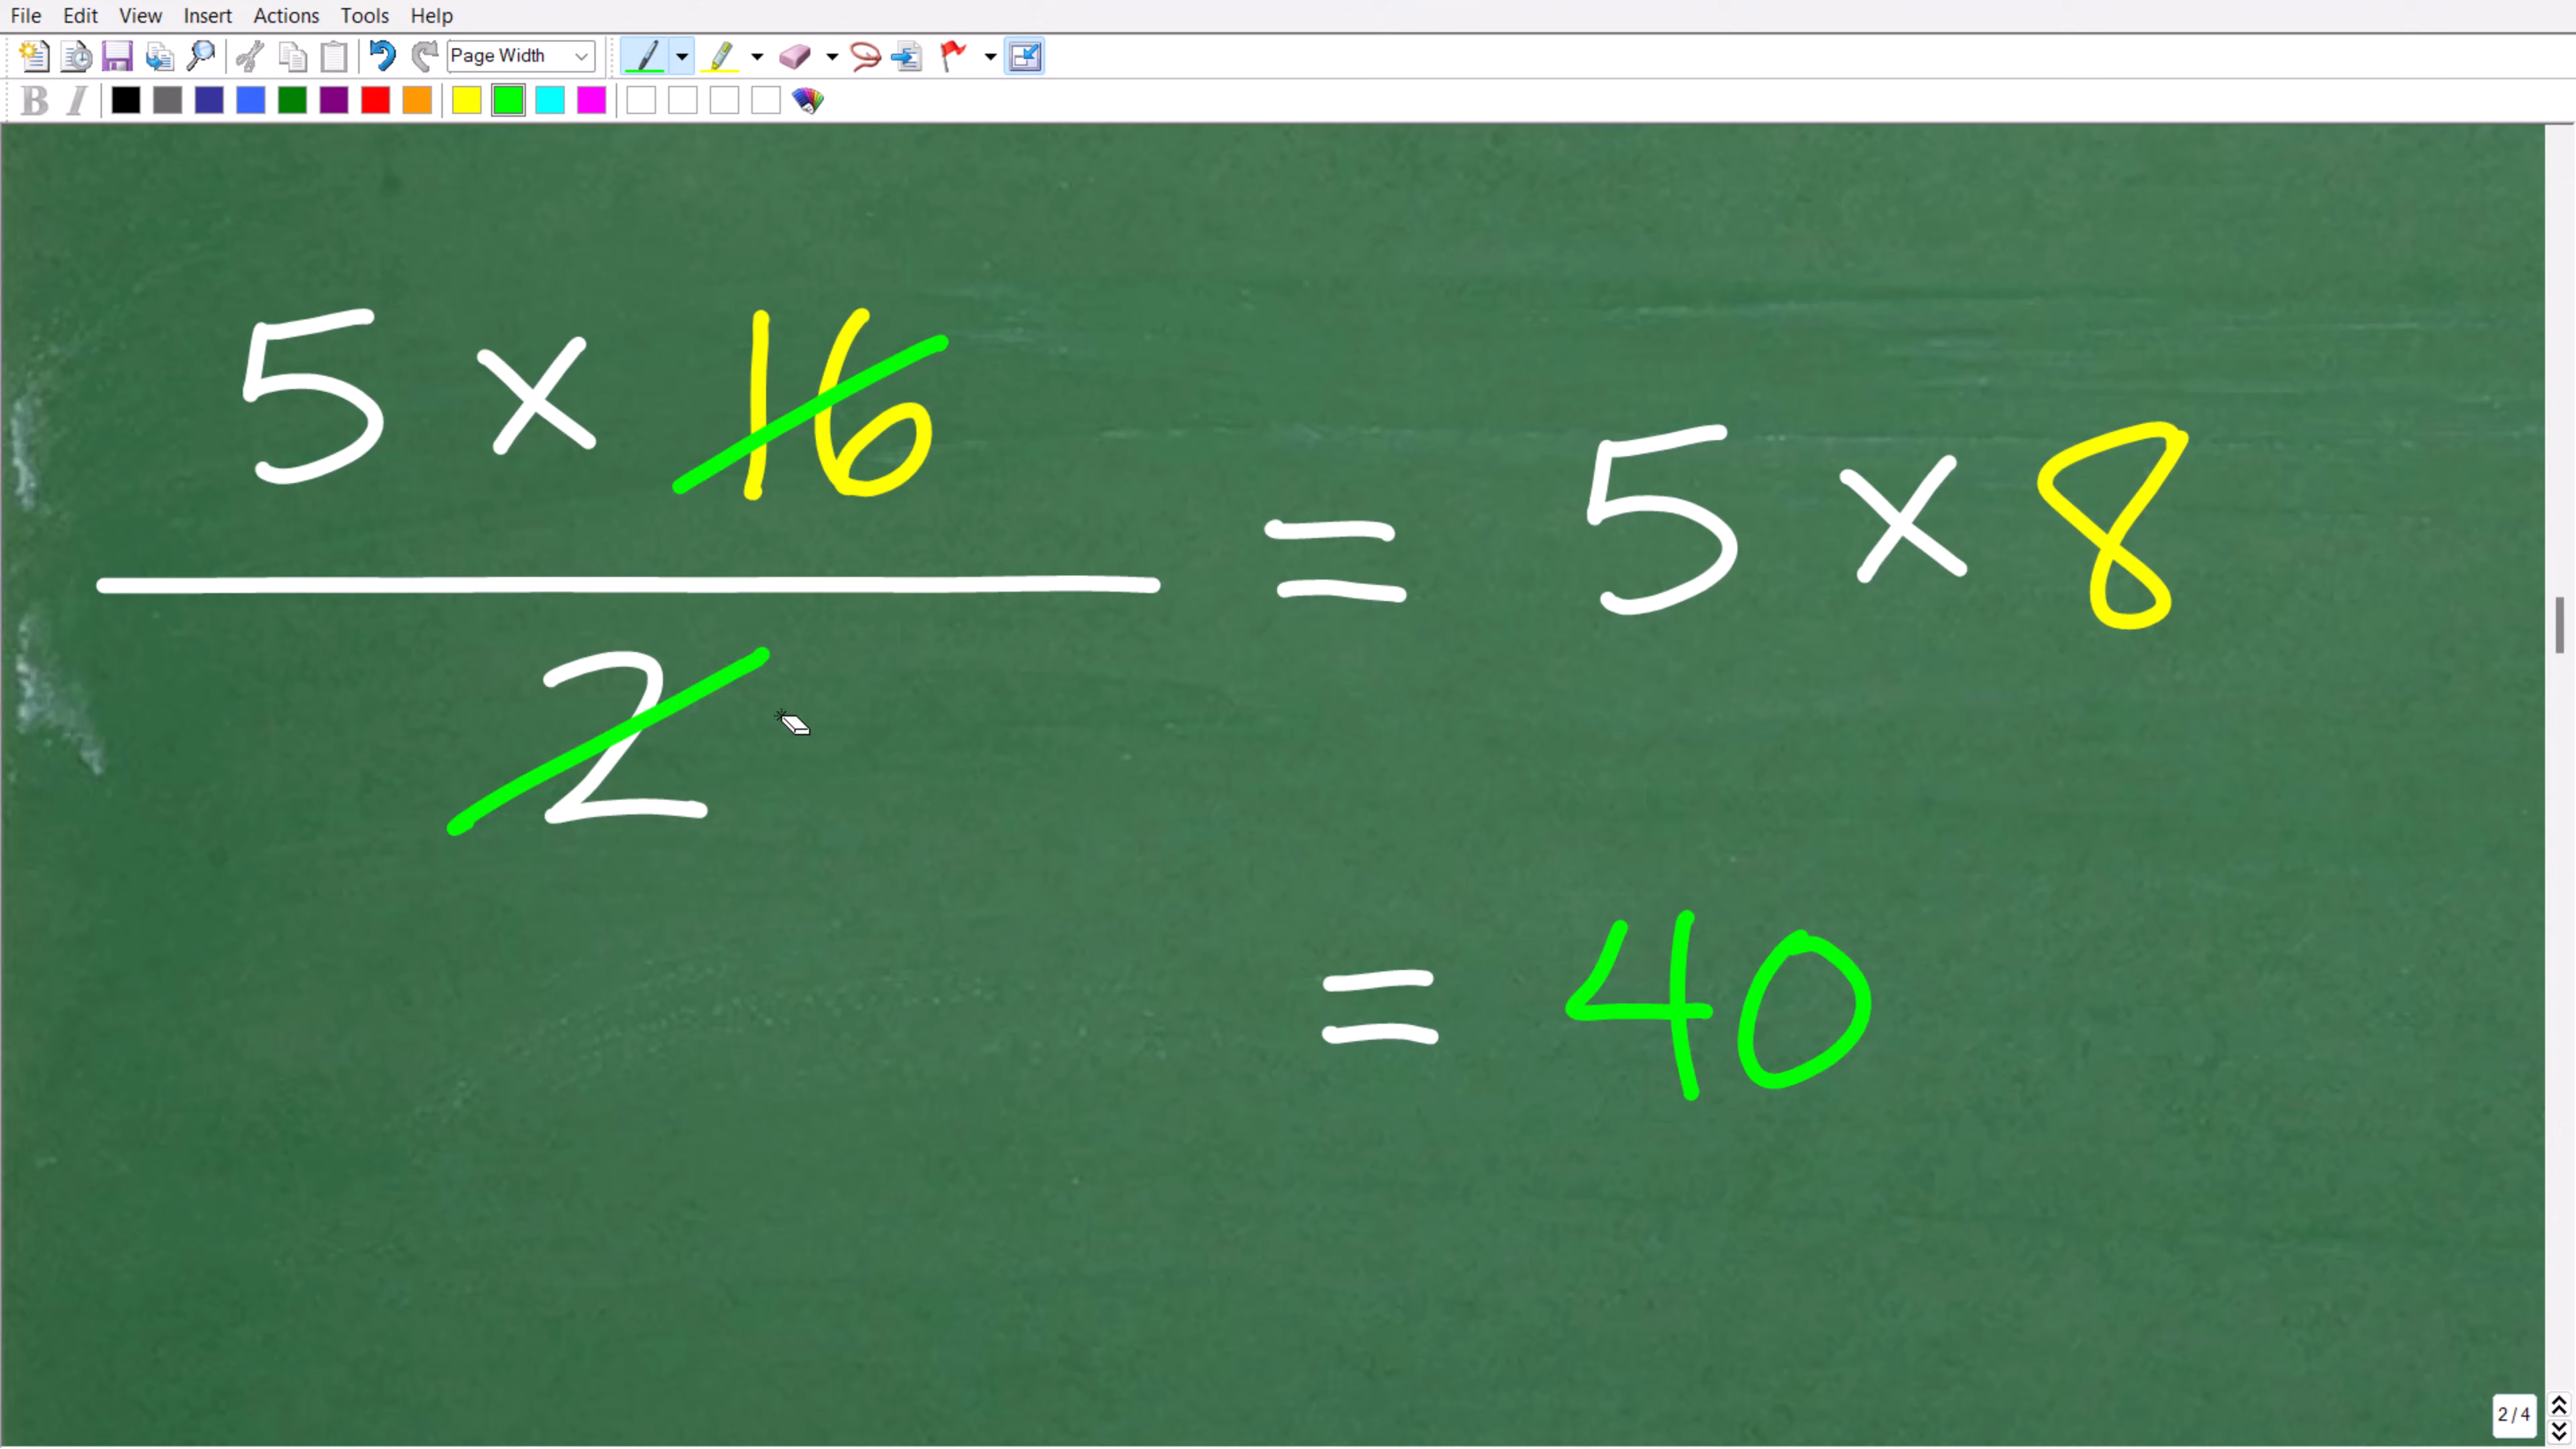 File Edit View Insert Actions Tools Help
Page Width
B I
5 × 16
2
= 5 × 8
= 40
2 / 4